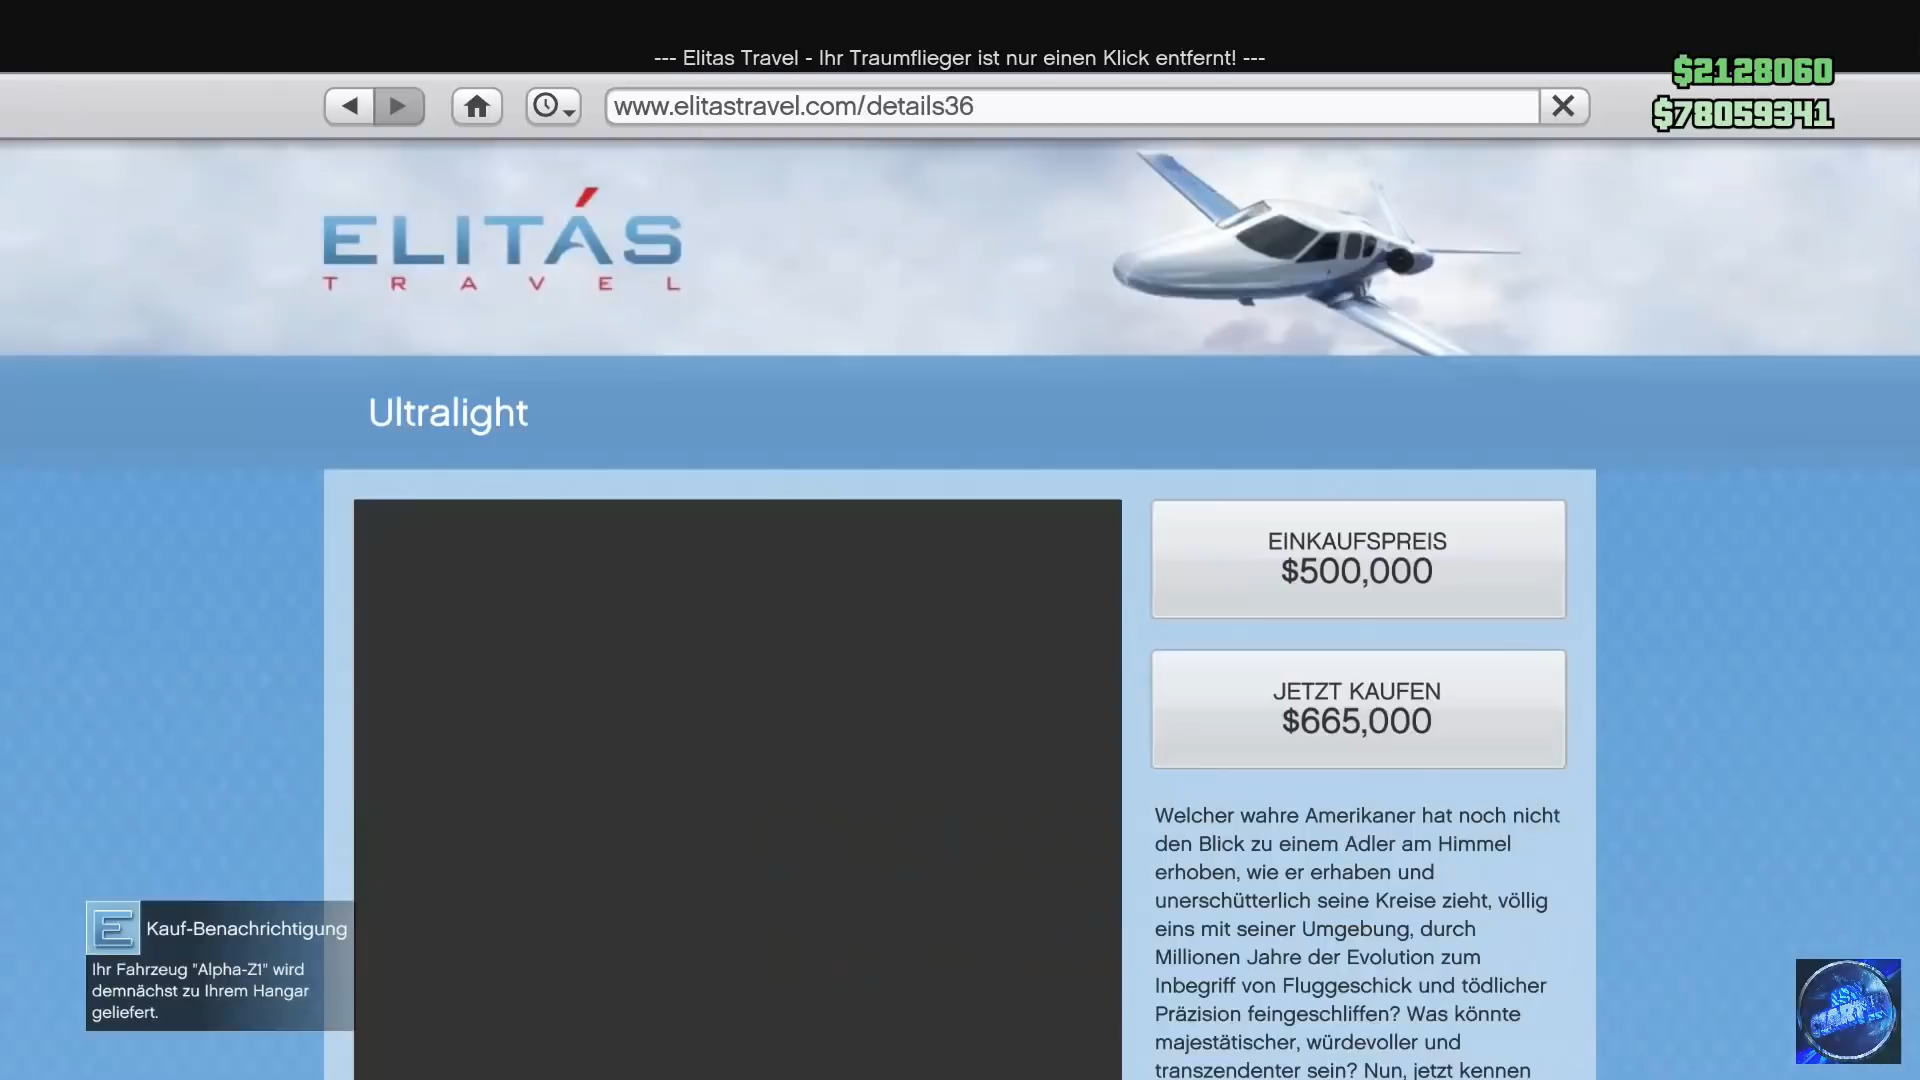 --- Elitas Travel - Ihr Traumflieger ist nur einen Klick entfernt! ---
$2128060
$78059341
www.elitastravel.com/details36
ELITÁS
TRAVEL
Ultralight
EINKAUFSPREIS
$500,000
JETZT KAUFEN
$665,000
Welcher wahre Amerikaner hat noch nicht
den Blick zu einem Adler am Himmel
erhoben, wie er erhaben und
unerschütterlich seine Kreise zieht, völlig
eins mit seiner Umgebung, durch
Millionen Jahre der Evolution zum
Inbegriff von Fluggeschick und tödlicher
Präzision feingeschliffen? Was könnte
majestätischer, würdevoller und
transzendenter sein? Nun, jetzt kennen
E
Kauf-Benachrichtigung
Ihr Fahrzeug "Alpha-Z1" wird
demnächst zu Ihrem Hangar
geliefert.